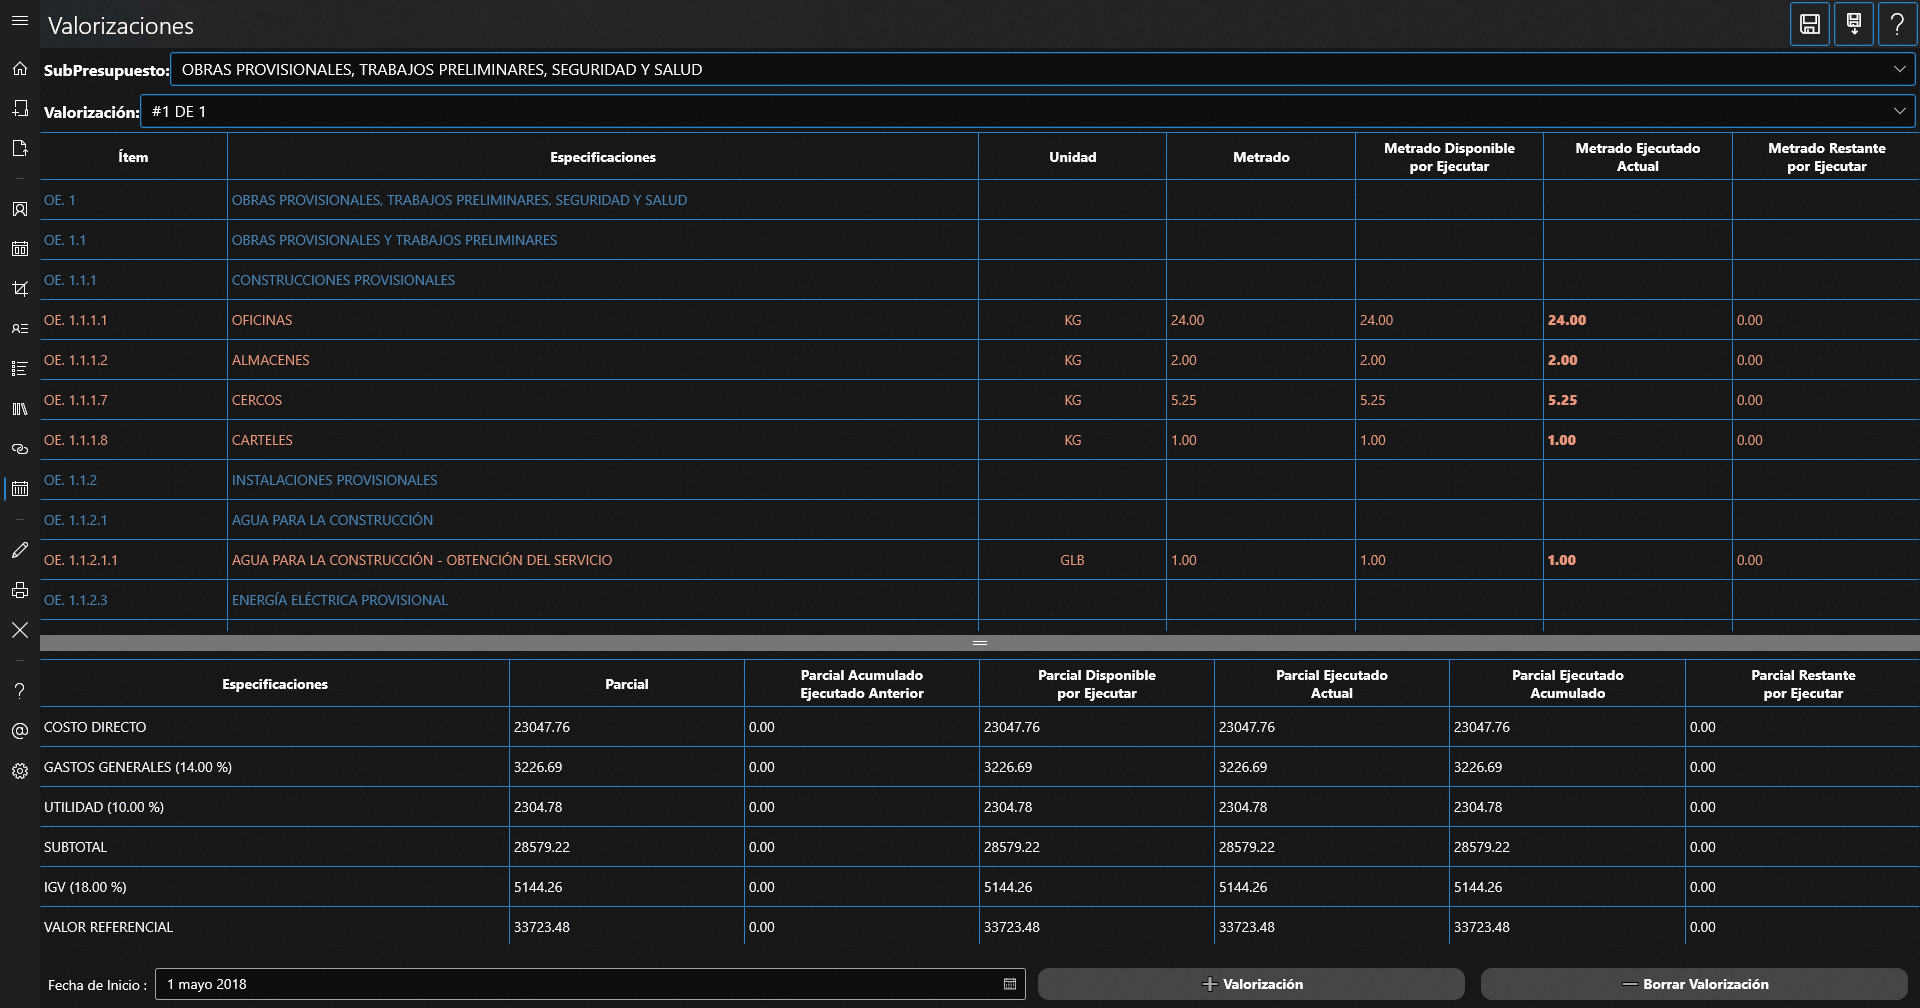 Valorizaciones
SubPresupuesto: OBRAS PROVISIONALES, TRABAJOS PRELIMINARES, SEGURIDAD Y SALUD
Valorización: #1 DE 1
Ítem Especificaciones Unidad Metrado Metrado Disponible por Ejecutar Metrado Ejecutado Actual Metrado Restante por Ejecutar
OE. 1 OBRAS PROVISIONALES, TRABAJOS PRELIMINARES, SEGURIDAD Y SALUD
OE. 1.1 OBRAS PROVISIONALES Y TRABAJOS PRELIMINARES
OE. 1.1.1 CONSTRUCCIONES PROVISIONALES
OE. 1.1.1.1 OFICINAS KG 24.00 24.00 24.00 0.00
OE. 1.1.1.2 ALMACENES KG 2.00 2.00 2.00 0.00
OE. 1.1.1.7 CERCOS KG 5.25 5.25 5.25 0.00
OE. 1.1.1.8 CARTELES KG 1.00 1.00 1.00 0.00
OE. 1.1.2 INSTALACIONES PROVISIONALES
OE. 1.1.2.1 AGUA PARA LA CONSTRUCCIÓN
OE. 1.1.2.1.1 AGUA PARA LA CONSTRUCCIÓN - OBTENCIÓN DEL SERVICIO GLB 1.00 1.00 1.00 0.00
OE. 1.1.2.3 ENERGÍA ELÉCTRICA PROVISIONAL
Especificaciones Parcial Parcial Acumulado Ejecutado Anterior Parcial Disponible por Ejecutar Parcial Ejecutado Actual Parcial Ejecutado Acumulado Parcial Restante por Ejecutar
COSTO DIRECTO 23047.76 0.00 23047.76 23047.76 23047.76 0.00
GASTOS GENERALES (14.00 %) 3226.69 0.00 3226.69 3226.69 3226.69 0.00
UTILIDAD (10.00 %) 2304.78 0.00 2304.78 2304.78 2304.78 0.00
SUBTOTAL 28579.22 0.00 28579.22 28579.22 28579.22 0.00
IGV (18.00 %) 5144.26 0.00 5144.26 5144.26 5144.26 0.00
VALOR REFERENCIAL 33723.48 0.00 33723.48 33723.48 33723.48 0.00
Fecha de Inicio : 1 mayo 2018 Valorización Borrar Valorización